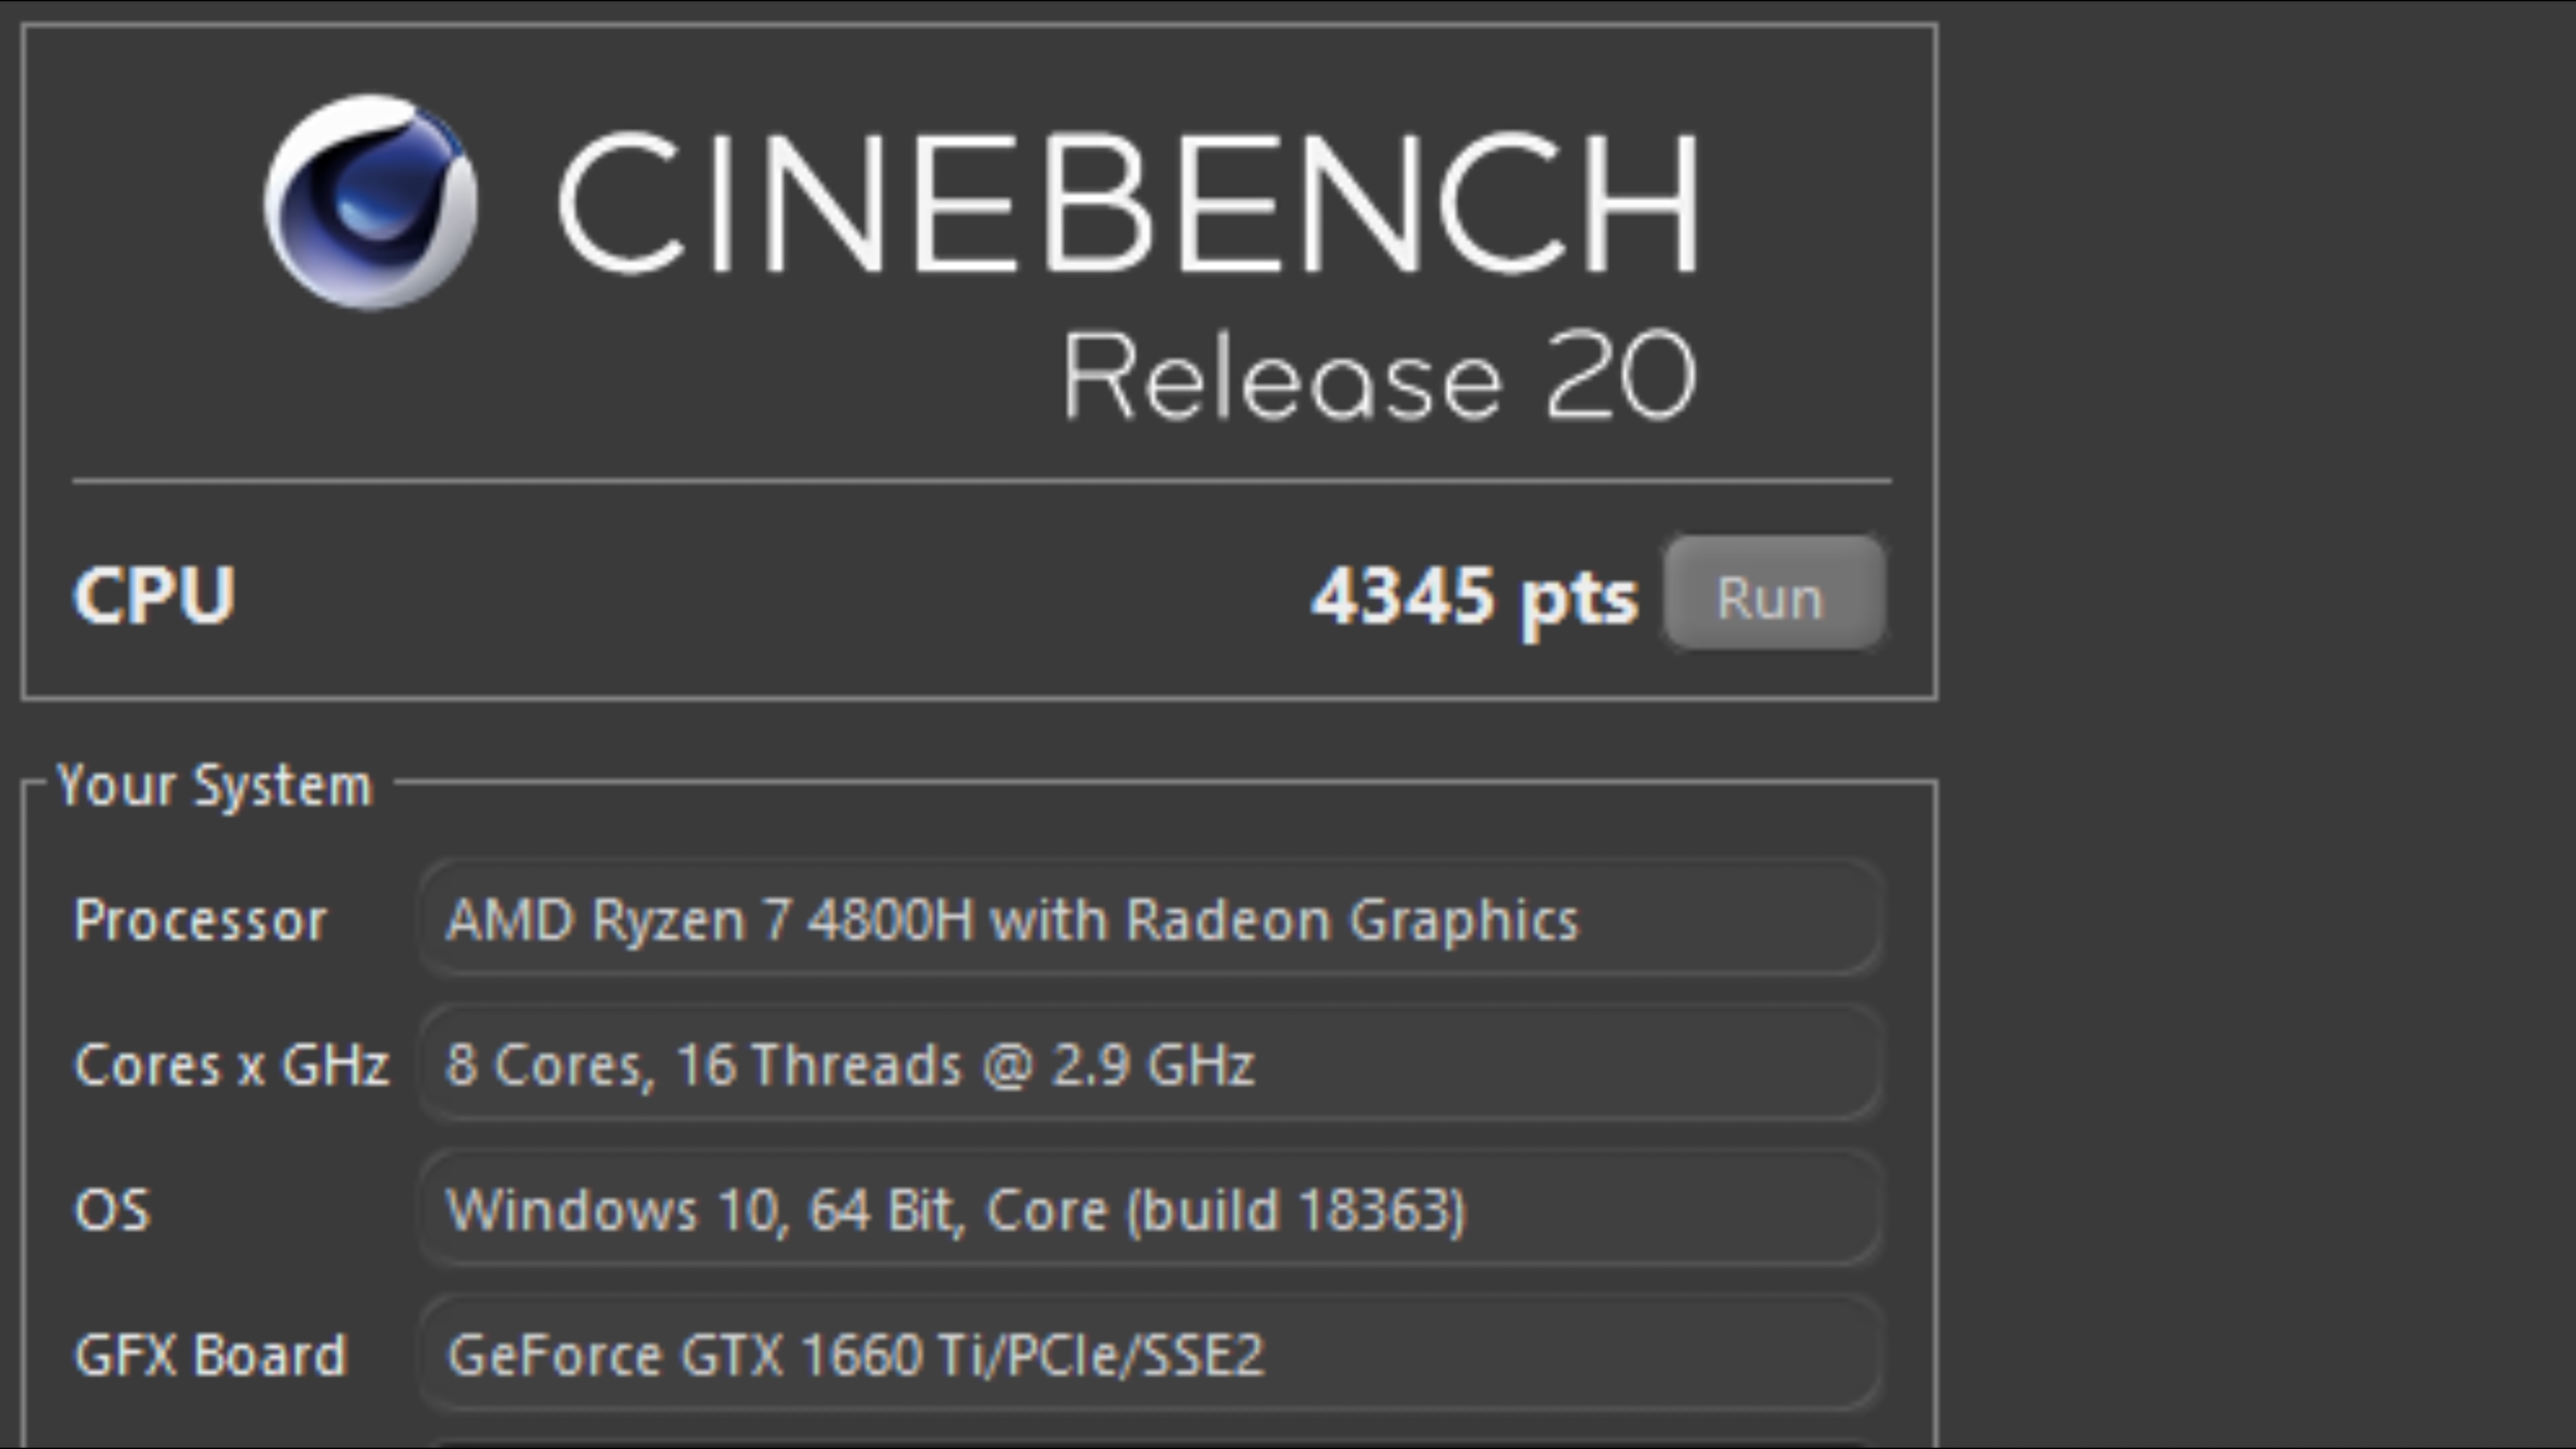 CINEBENCH
Release 20
CPU 4345 pts Run
Your System
Processor AMD Ryzen 7 4800H with Radeon Graphics
Cores x GHz 8 Cores, 16 Threads @ 2.9 GHz
OS Windows 10, 64 Bit, Core (build 18363)
GFX Board GeForce GTX 1660 Ti/PCIe/SSE2